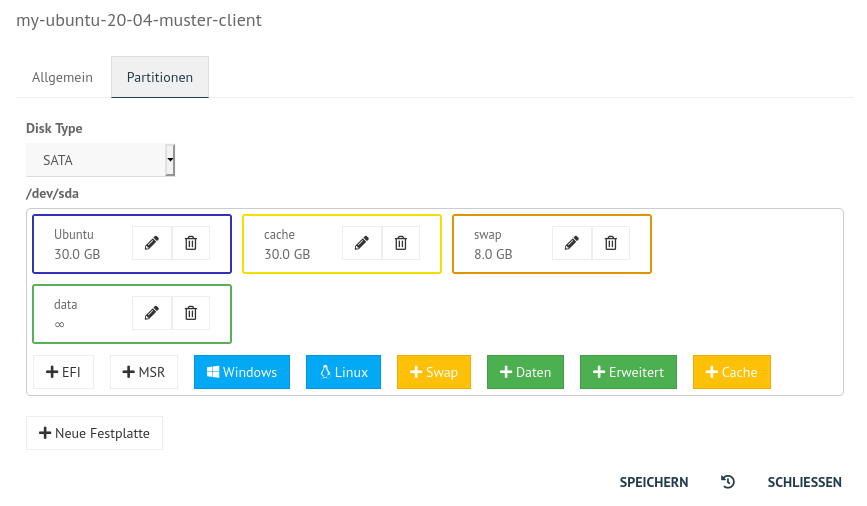 my-ubuntu-20-04-muster-client
Allgemein Partitionen
Disk Type
SATA
/dev/sda
Ubuntu
30.0 GB
cache
30.0 GB
swap
8.0 GB
data
∞
EFI MSR Windows Linux Swap Daten Erweitert Cache
Neue Festplatte
SPEICHERN SCHLIESSEN